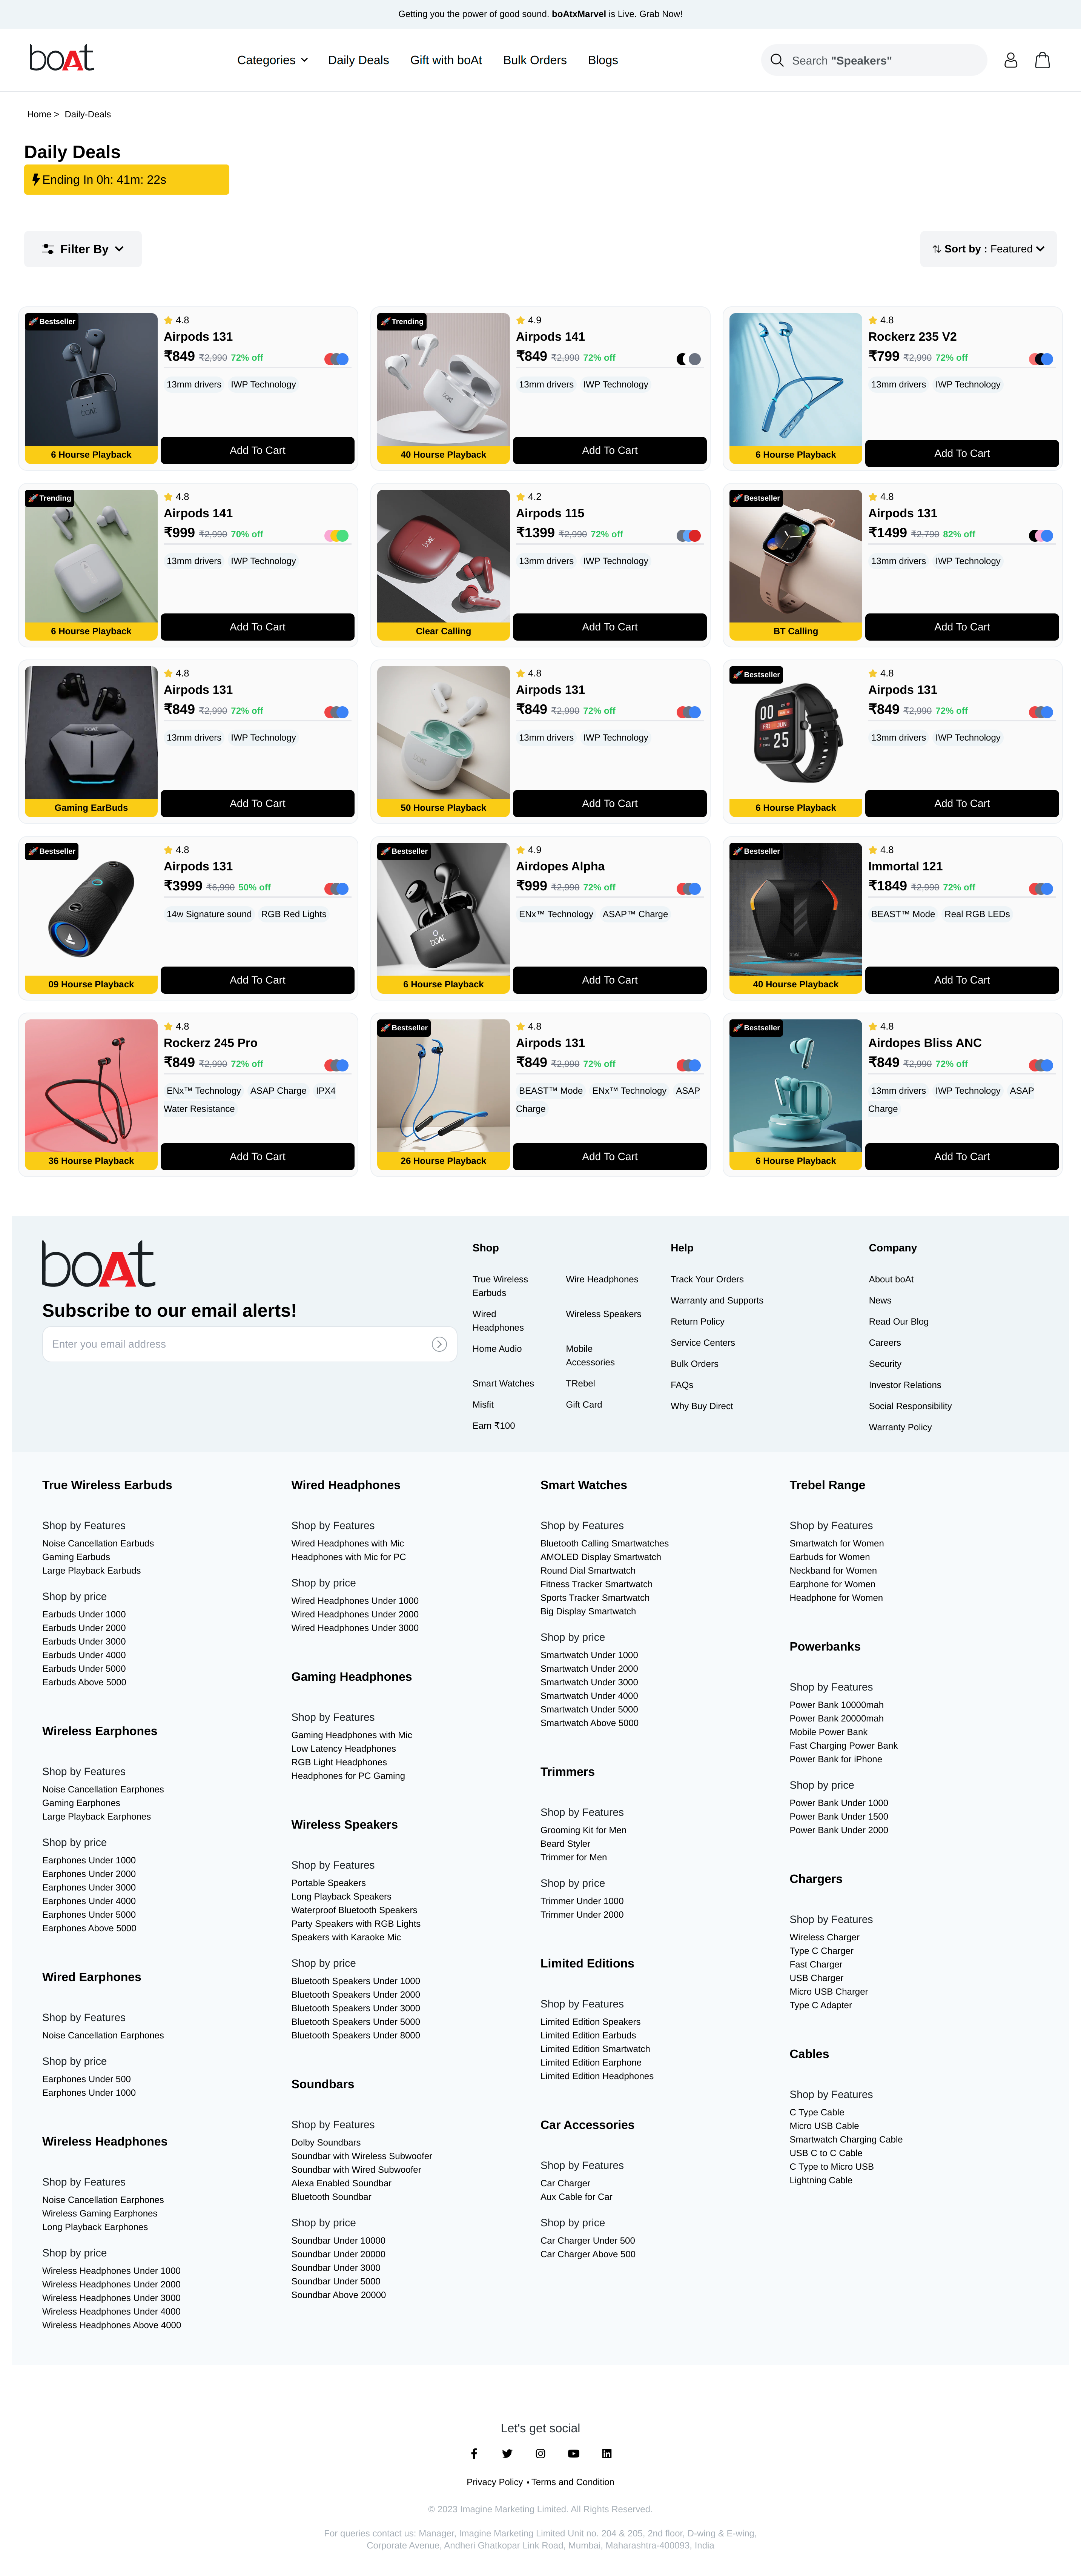 Getting you the power of good sound. boAtxMarvel is Live. Grab Now!
boAt
Categories
Daily Deals
Gift with boAt
Bulk Orders
Blogs
Search "Speakers"
Home > Daily-Deals
Daily Deals
Ending In 0h: 41m: 22s
Filter By
Sort by : Featured
Bestseller
4.8
Airpods 131
₹849 ₹2,990 72% off
13mm drivers IWP Technology
6 Hourse Playback
Add To Cart
Trending
4.9
Airpods 141
₹849 ₹2,990 72% off
13mm drivers IWP Technology
40 Hourse Playback
Add To Cart
4.8
Rockerz 235 V2
₹799 ₹2,990 72% off
13mm drivers IWP Technology
6 Hourse Playback
Add To Cart
Trending
4.8
Airpods 141
₹999 ₹2,990 70% off
13mm drivers IWP Technology
6 Hourse Playback
Add To Cart
4.2
Airpods 115
₹1399 ₹2,990 72% off
13mm drivers IWP Technology
Clear Calling
Add To Cart
Bestseller
4.8
Airpods 131
₹1499 ₹2,790 82% off
13mm drivers IWP Technology
BT Calling
Add To Cart
4.8
Airpods 131
₹849 ₹2,990 72% off
13mm drivers IWP Technology
Gaming EarBuds
Add To Cart
4.8
Airpods 131
₹849 ₹2,990 72% off
13mm drivers IWP Technology
50 Hourse Playback
Add To Cart
Bestseller
4.8
Airpods 131
₹849 ₹2,990 72% off
13mm drivers IWP Technology
6 Hourse Playback
Add To Cart
Bestseller
4.8
Airpods 131
₹3999 ₹6,990 50% off
14w Signature sound RGB Red Lights
09 Hourse Playback
Add To Cart
Bestseller
4.9
Airdopes Alpha
₹999 ₹2,990 72% off
ENx™ Technology ASAP™ Charge
6 Hourse Playback
Add To Cart
Bestseller
4.8
Immortal 121
₹1849 ₹2,990 72% off
BEAST™ Mode Real RGB LEDs
40 Hourse Playback
Add To Cart
4.8
Rockerz 245 Pro
₹849 ₹2,990 72% off
ENx™ Technology ASAP Charge IPX4
Water Resistance
36 Hourse Playback
Add To Cart
Bestseller
4.8
Airpods 131
₹849 ₹2,990 72% off
BEAST™ Mode ENx™ Technology ASAP
Charge
26 Hourse Playback
Add To Cart
Bestseller
4.8
Airdopes Bliss ANC
₹849 ₹2,990 72% off
13mm drivers IWP Technology ASAP
Charge
6 Hourse Playback
Add To Cart
boAt
Subscribe to our email alerts!
Enter you email address
Shop
True Wireless
Earbuds
Wire Headphones
Wired
Headphones
Wireless Speakers
Home Audio
Mobile
Accessories
Smart Watches
TRebel
Misfit
Gift Card
Earn ₹100
Help
Track Your Orders
Warranty and Supports
Return Policy
Service Centers
Bulk Orders
FAQs
Why Buy Direct
Company
About boAt
News
Read Our Blog
Careers
Security
Investor Relations
Social Responsibility
Warranty Policy
True Wireless Earbuds
Shop by Features
Noise Cancellation Earbuds
Gaming Earbuds
Large Playback Earbuds
Shop by price
Earbuds Under 1000
Earbuds Under 2000
Earbuds Under 3000
Earbuds Under 4000
Earbuds Under 5000
Earbuds Above 5000
Wireless Earphones
Shop by Features
Noise Cancellation Earphones
Gaming Earphones
Large Playback Earphones
Shop by price
Earphones Under 1000
Earphones Under 2000
Earphones Under 3000
Earphones Under 4000
Earphones Under 5000
Earphones Above 5000
Wired Earphones
Shop by Features
Noise Cancellation Earphones
Shop by price
Earphones Under 500
Earphones Under 1000
Wireless Headphones
Shop by Features
Noise Cancellation Earphones
Wireless Gaming Earphones
Long Playback Earphones
Shop by price
Wireless Headphones Under 1000
Wireless Headphones Under 2000
Wireless Headphones Under 3000
Wireless Headphones Under 4000
Wireless Headphones Above 4000
Wired Headphones
Shop by Features
Wired Headphones with Mic
Headphones with Mic for PC
Shop by price
Wired Headphones Under 1000
Wired Headphones Under 2000
Wired Headphones Under 3000
Gaming Headphones
Shop by Features
Gaming Headphones with Mic
Low Latency Headphones
RGB Light Headphones
Headphones for PC Gaming
Wireless Speakers
Shop by Features
Portable Speakers
Long Playback Speakers
Waterproof Bluetooth Speakers
Party Speakers with RGB Lights
Speakers with Karaoke Mic
Shop by price
Bluetooth Speakers Under 1000
Bluetooth Speakers Under 2000
Bluetooth Speakers Under 3000
Bluetooth Speakers Under 5000
Bluetooth Speakers Under 8000
Soundbars
Shop by Features
Dolby Soundbars
Soundbar with Wireless Subwoofer
Soundbar with Wired Subwoofer
Alexa Enabled Soundbar
Bluetooth Soundbar
Shop by price
Soundbar Under 10000
Soundbar Under 20000
Soundbar Under 3000
Soundbar Under 5000
Soundbar Above 20000
Smart Watches
Shop by Features
Bluetooth Calling Smartwatches
AMOLED Display Smartwatch
Round Dial Smartwatch
Fitness Tracker Smartwatch
Sports Tracker Smartwatch
Big Display Smartwatch
Shop by price
Smartwatch Under 1000
Smartwatch Under 2000
Smartwatch Under 3000
Smartwatch Under 4000
Smartwatch Under 5000
Smartwatch Above 5000
Trimmers
Shop by Features
Grooming Kit for Men
Beard Styler
Trimmer for Men
Shop by price
Trimmer Under 1000
Trimmer Under 2000
Limited Editions
Shop by Features
Limited Edition Speakers
Limited Edition Earbuds
Limited Edition Smartwatch
Limited Edition Earphone
Limited Edition Headphones
Car Accessories
Shop by Features
Car Charger
Aux Cable for Car
Shop by price
Car Charger Under 500
Car Charger Above 500
Trebel Range
Shop by Features
Smartwatch for Women
Earbuds for Women
Neckband for Women
Earphone for Women
Headphone for Women
Powerbanks
Shop by Features
Power Bank 10000mah
Power Bank 20000mah
Mobile Power Bank
Fast Charging Power Bank
Power Bank for iPhone
Shop by price
Power Bank Under 1000
Power Bank Under 1500
Power Bank Under 2000
Chargers
Shop by Features
Wireless Charger
Type C Charger
Fast Charger
USB Charger
Micro USB Charger
Type C Adapter
Cables
Shop by Features
C Type Cable
Micro USB Cable
Smartwatch Charging Cable
USB C to C Cable
C Type to Micro USB
Lightning Cable
Let's get social
Privacy Policy • Terms and Condition
© 2023 Imagine Marketing Limited. All Rights Reserved.
For queries contact us: Manager, Imagine Marketing Limited Unit no. 204 & 205, 2nd floor, D-wing & E-wing,
Corporate Avenue, Andheri Ghatkopar Link Road, Mumbai, Maharashtra-400093, India